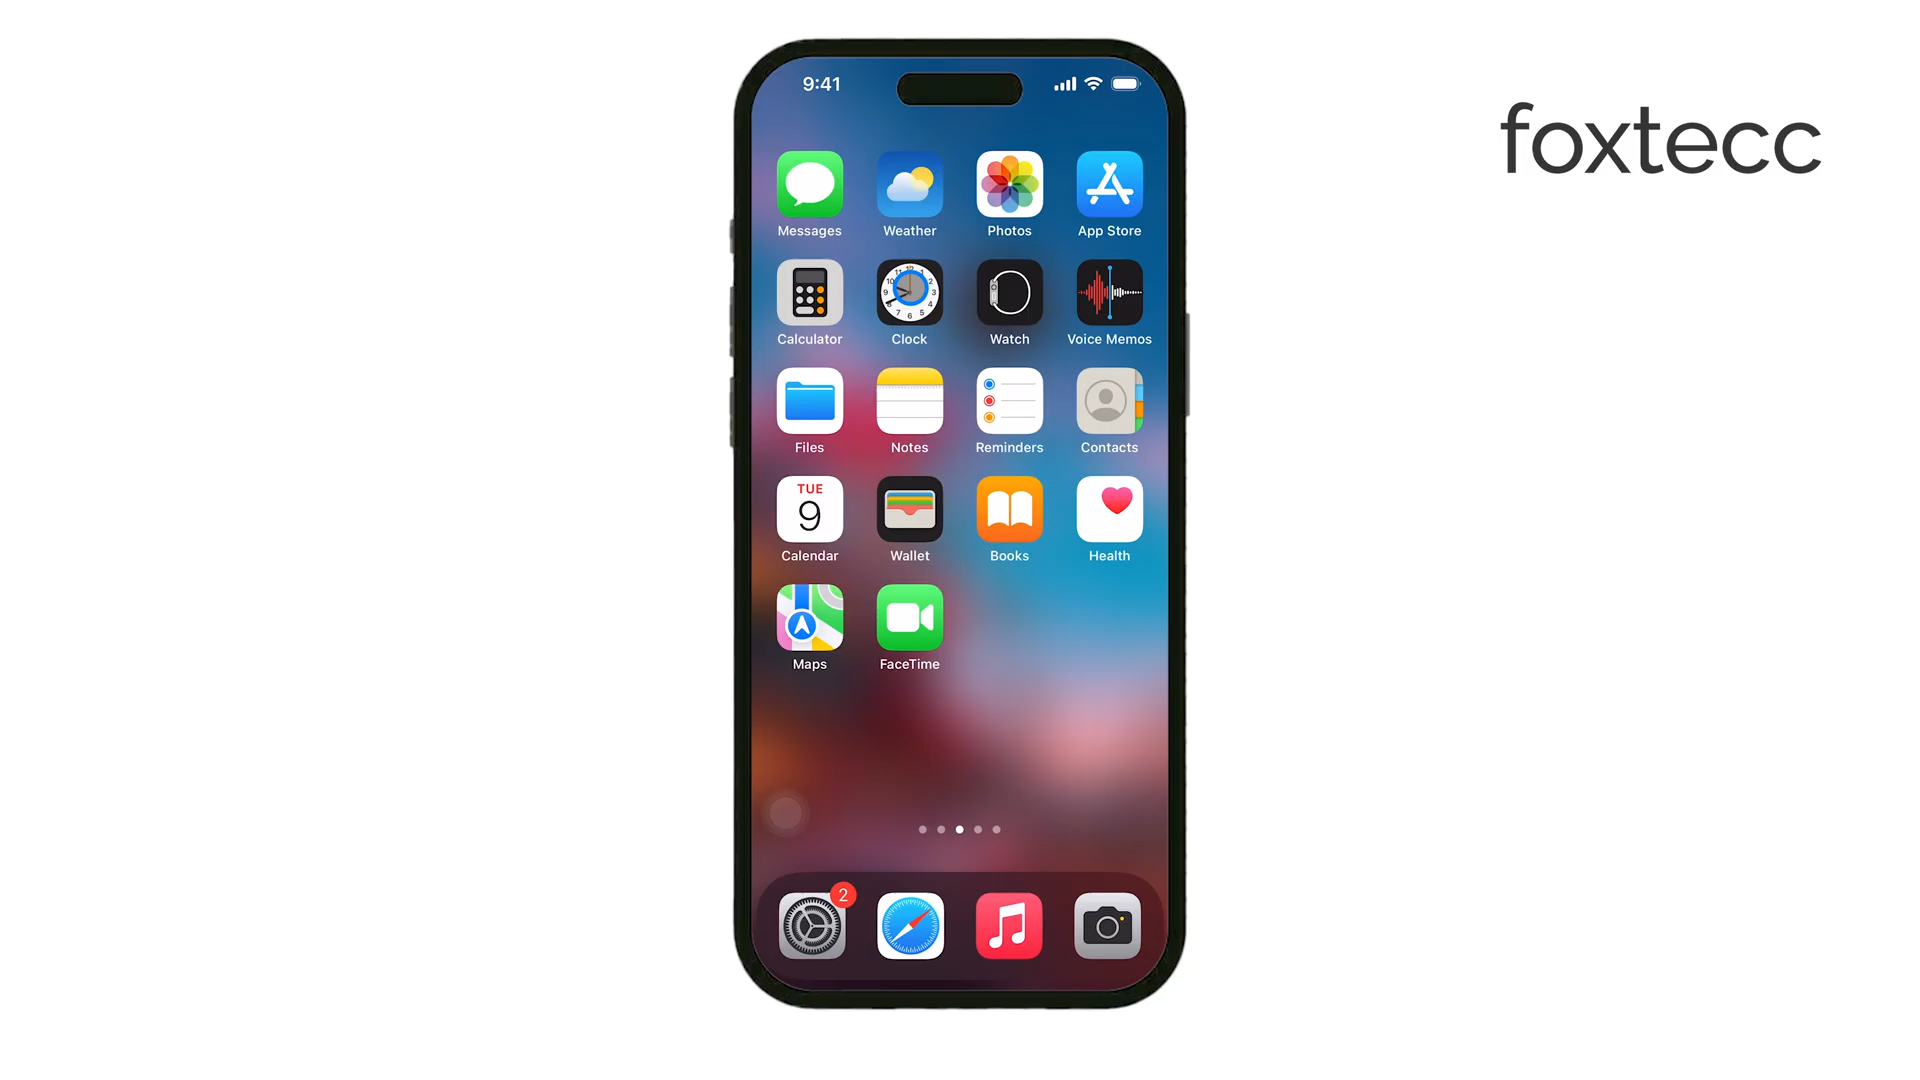 9:41
foxtecc
Messages Weather Photos App Store
Calculator Clock Watch Voice Memos
Files Notes Reminders Contacts
TUE
9
Calendar Wallet Books Health
Maps FaceTime
2